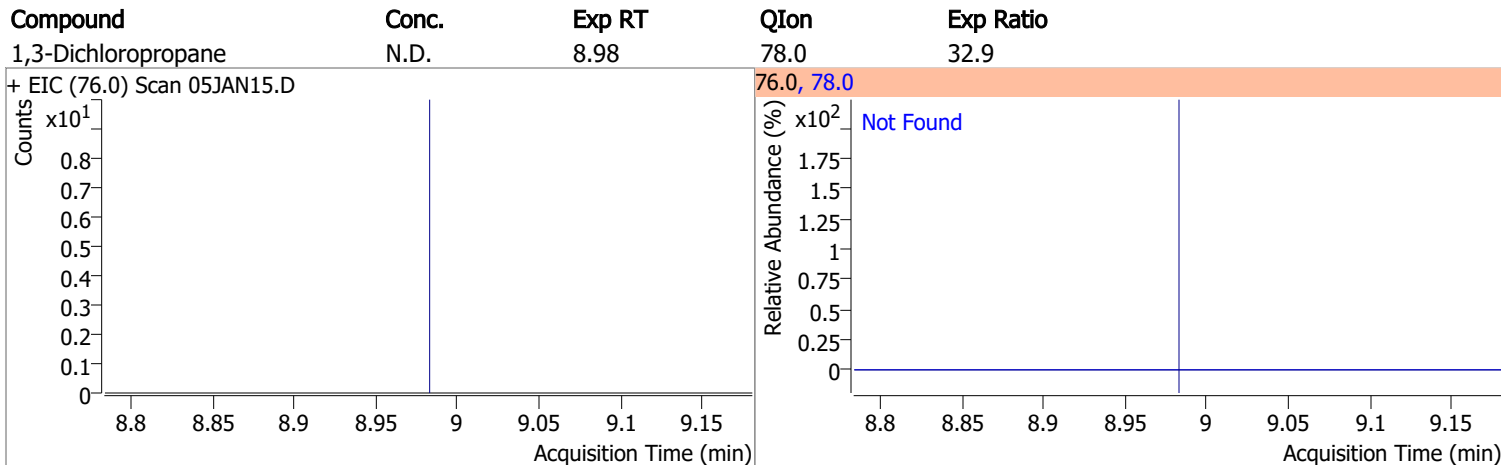 Compound Conc. Exp RT QIon Exp Ratio
1,3-Dichloropropane N.D. 8.98 78.0 32.9
+ EIC (76.0) Scan 05JAN15.D
Counts
x10¹
0.8
0.7
0.6
0.5
0.4
0.3
0.2
0.1
0
8.8 8.85 8.9 8.95 9 9.05 9.1 9.15
Acquisition Time (min)
76.0, 78.0
Relative Abundance (%)
x10²
Not Found
1.75
1.5
1.25
1
0.75
0.5
0.25
0
8.8 8.85 8.9 8.95 9 9.05 9.1 9.15
Acquisition Time (min)